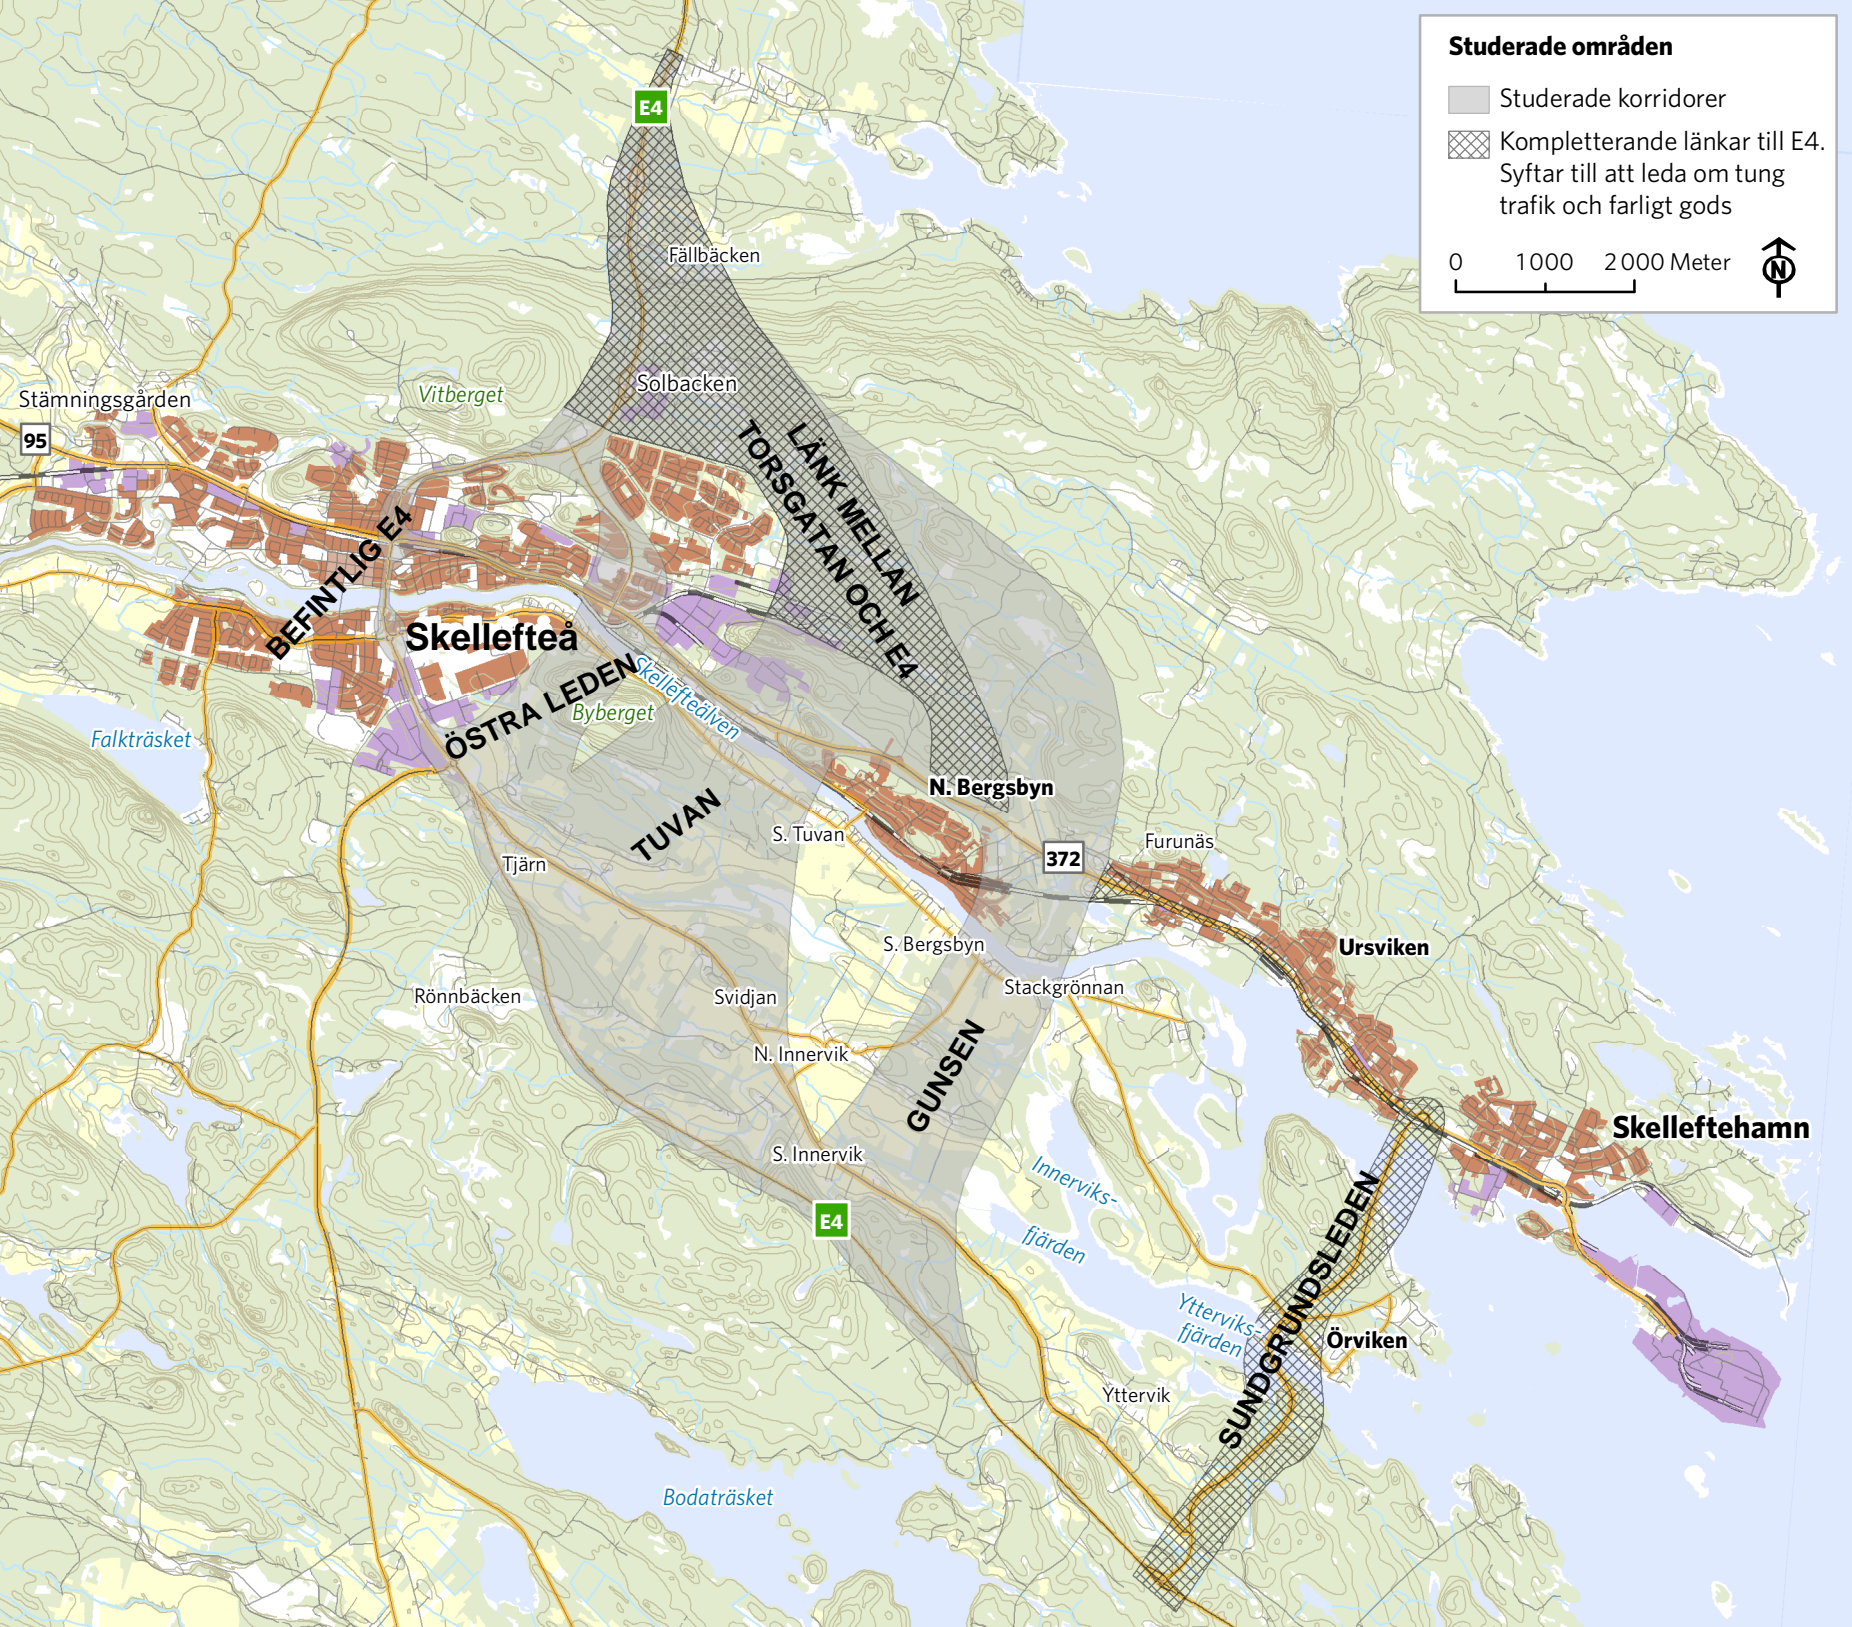 Studerade områden
Studerade korridorer
Kompletterande länkar till E4.
Syftar till att leda om tung
trafik och farligt gods
0 1000 2000 Meter
N
E4
Fällbäcken
Solbacken
Vitberget
Stämningsgården
95
LÄNK MELLAN
TORSGATAN OCH E4
BEFINTLIG E4
Skellefteå
ÖSTRA LEDEN
Skellefteälven
Byberget
Falkträsket
TUVAN
N. Bergsbyn
S. Tuvan
372
Furunäs
Tjärn
S. Bergsbyn
Ursviken
Stackgrönnan
Rönnbäcken
Svidjan
N. Innervik
GUNSEN
Skelleftehamn
S. Innervik
Innerviks-
fjärden
E4
SUNDGRUNDSLEDEN
Ytterviks-
fjärden
Örviken
Yttervik
Bodaträsket